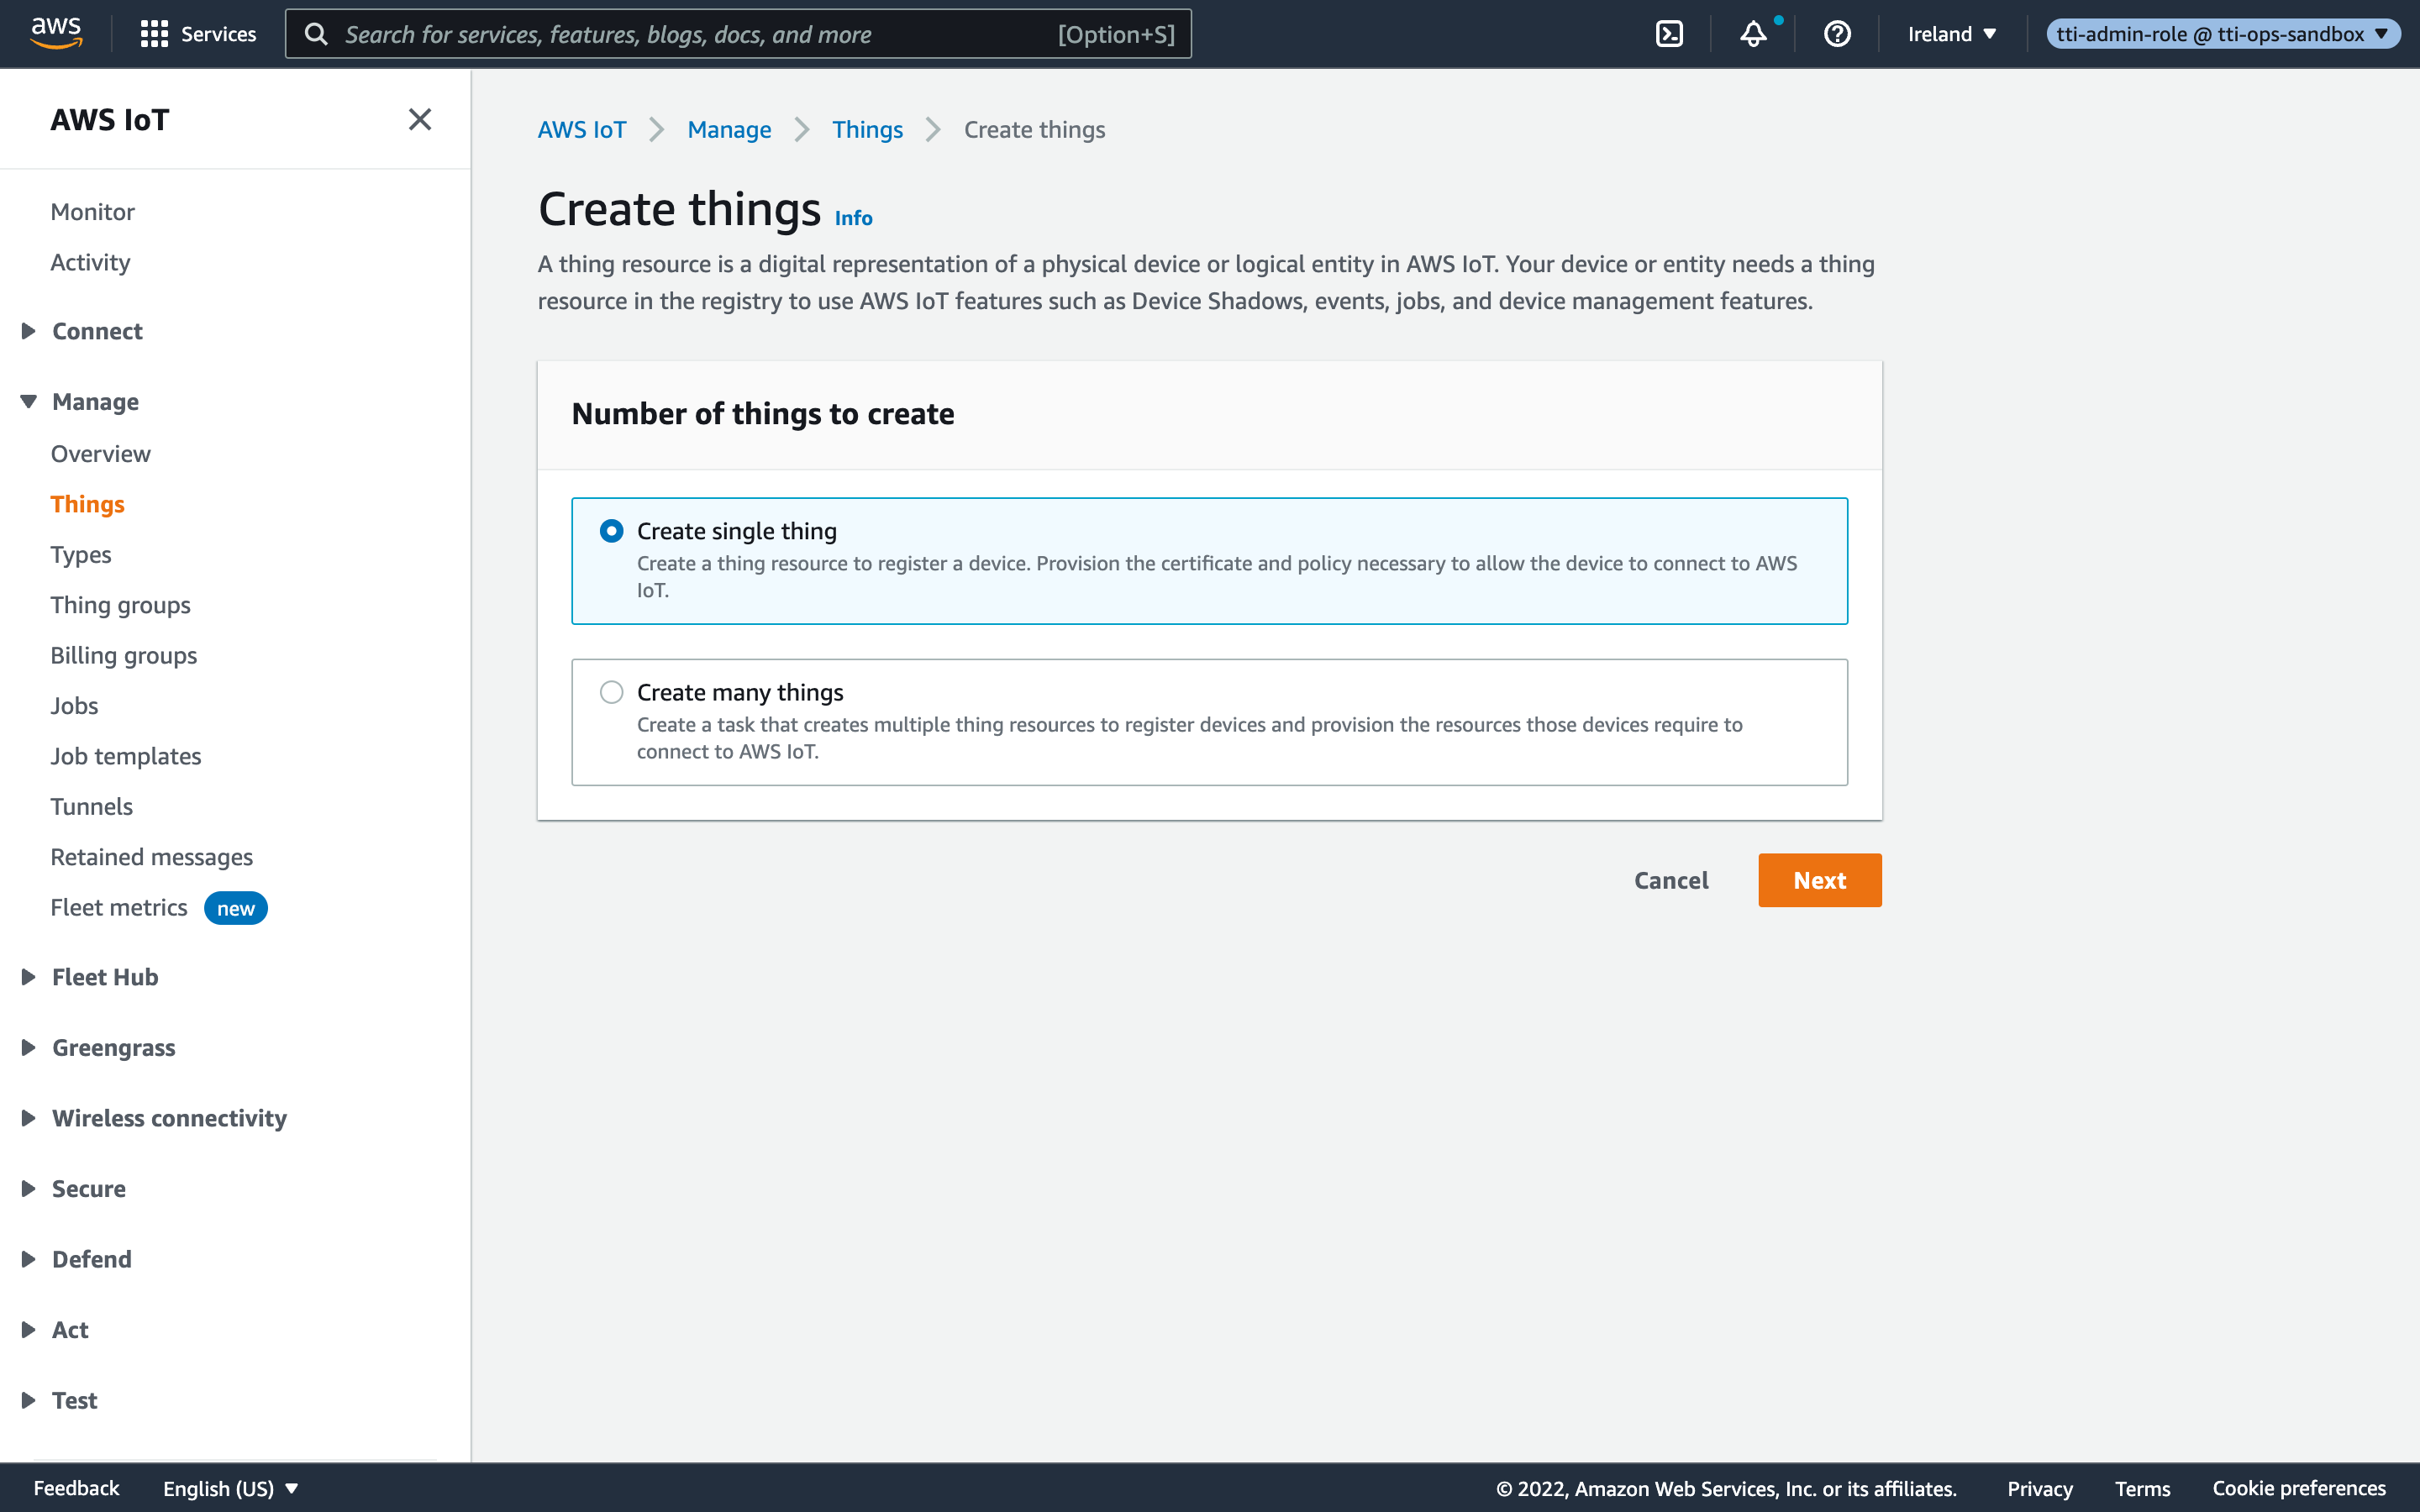 aws
Services
Search for services, features, blogs, docs, and more
[Option+S]
Ireland
tti-admin-role @ tti-ops-sandbox
AWS IoT
Monitor
Activity
Connect
Manage
Overview
Things
Types
Thing groups
Billing groups
Jobs
Job templates
Tunnels
Retained messages
Fleet metrics new
Fleet Hub
Greengrass
Wireless connectivity
Secure
Defend
Act
Test
AWS IoT
Manage
Things
Create things
Create things Info
A thing resource is a digital representation of a physical device or logical entity in AWS IoT. Your device or entity needs a thing
resource in the registry to use AWS IoT features such as Device Shadows, events, jobs, and device management features.
Number of things to create
Create single thing
Create a thing resource to register a device. Provision the certificate and policy necessary to allow the device to connect to AWS
IoT.
Create many things
Create a task that creates multiple thing resources to register devices and provision the resources those devices require to
connect to AWS IoT.
Cancel
Next
Feedback
English (US)
© 2022, Amazon Web Services, Inc. or its affiliates.
Privacy
Terms
Cookie preferences